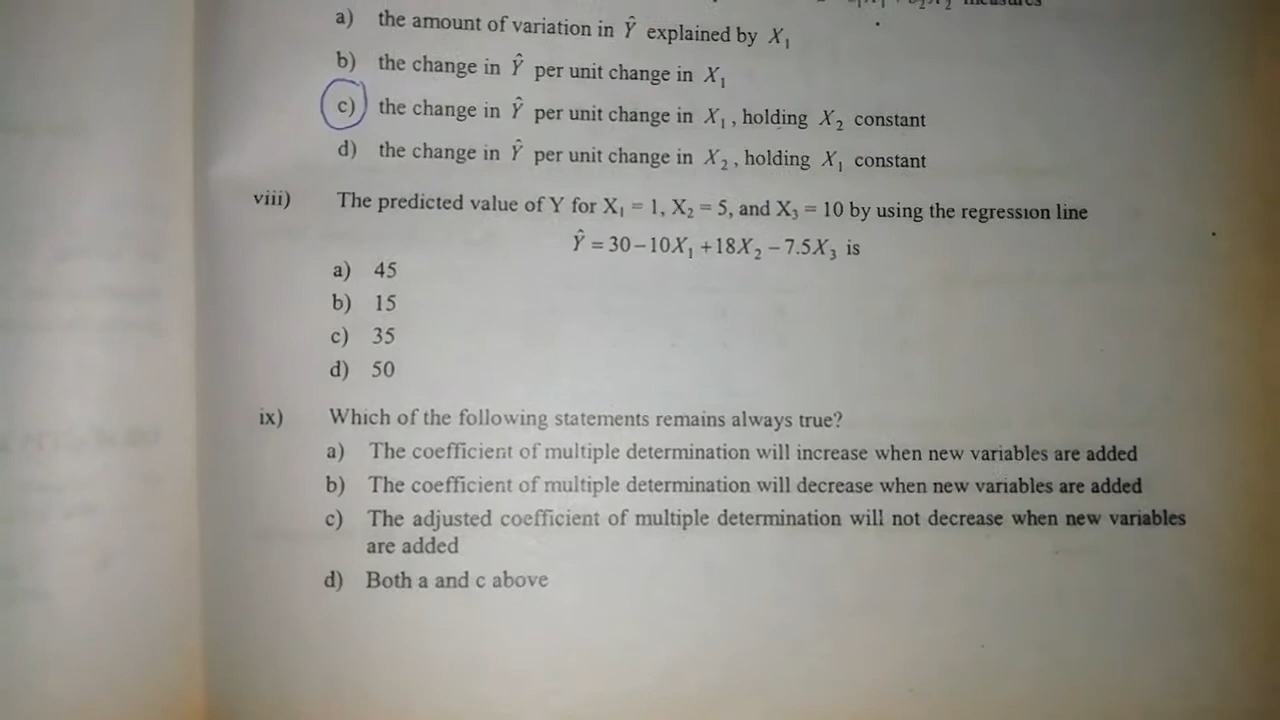 measures
a) the amount of variation in Ŷ explained by X₁
b) the change in Ŷ per unit change in X₁
c) the change in Ŷ per unit change in X₁, holding X₂ constant
d) the change in Ŷ per unit change in X₂, holding X₁ constant
viii) The predicted value of Y for X₁ = 1, X₂ = 5, and X₃ = 10 by using the regression line
Ŷ = 30 – 10X₁ + 18X₂ – 7.5X₃ is
a) 45
b) 15
c) 35
d) 50
ix) Which of the following statements remains always true?
a) The coefficient of multiple determination will increase when new variables are added
b) The coefficient of multiple determination will decrease when new variables are added
c) The adjusted coefficient of multiple determination will not decrease when new variables
are added
d) Both a and c above